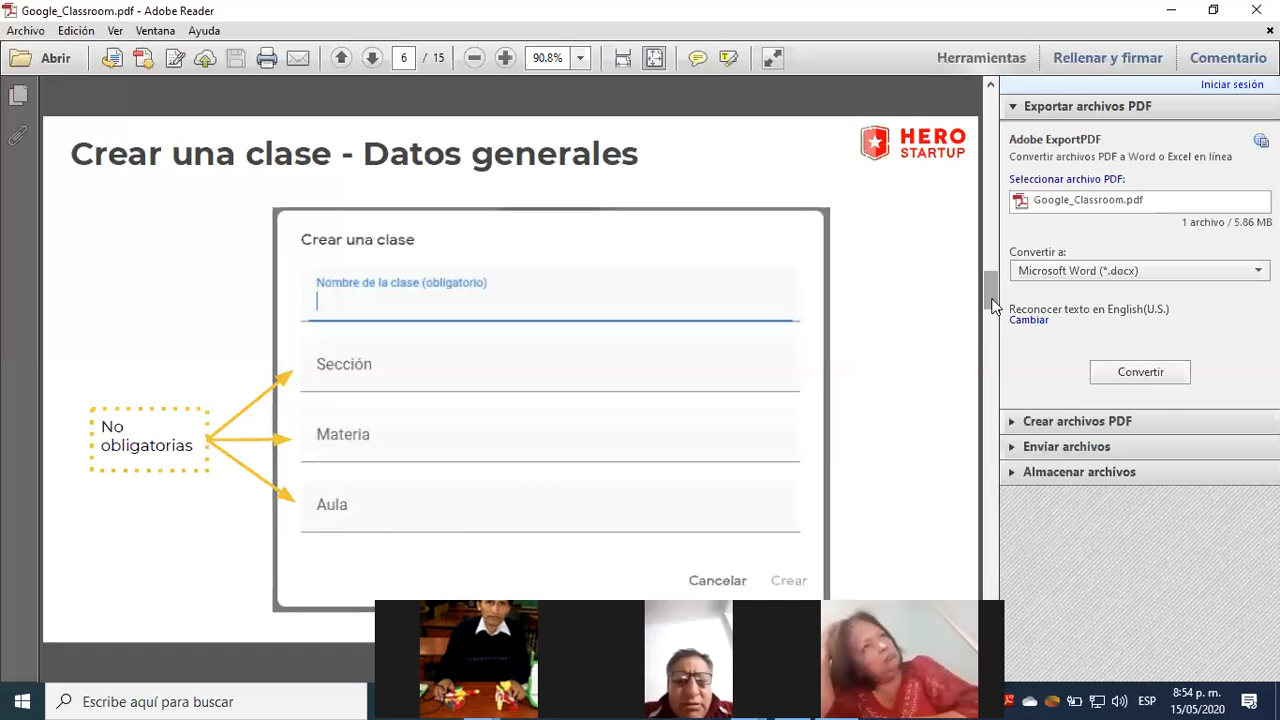 Google_Classroom.pdf - Adobe Reader
Archivo Edición Ver Ventana Ayuda
Abrir 6 / 15 90.8% Herramientas Rellenar y firmar Comentario
Iniciar sesión
Crear una clase - Datos generales
HERO
STARTUP
Crear una clase
Nombre de la clase (obligatorio)
Sección
Materia
Aula
No
obligatorias
Cancelar Crear
Exportar archivos PDF
Adobe ExportPDF
Convertir archivos PDF a Word o Excel en línea
Seleccionar archivo PDF:
Google_Classroom.pdf
1 archivo / 5.86 MB
Convertir a:
Microsoft Word (*.docx)
Reconocer texto en English(U.S.)
Cambiar
Convertir
Crear archivos PDF
Enviar archivos
Almacenar archivos
Escribe aquí para buscar
ESP
8:54 p. m.
15/05/2020